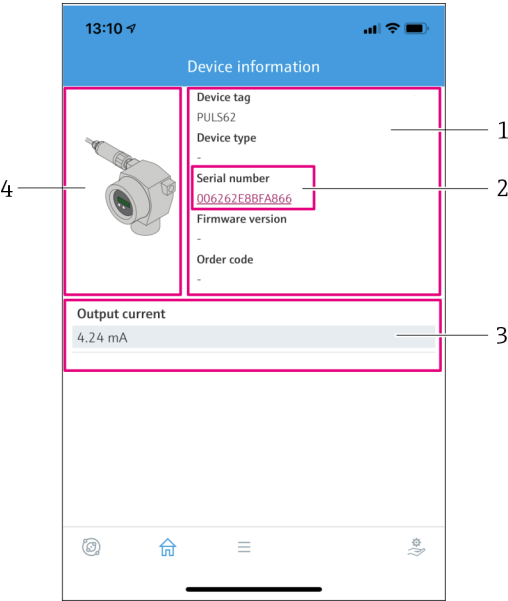 13:10
Device information
Device tag
PULS62
Device type
-
Serial number
006262E8BFA866
Firmware version
-
Order code
-
Output current
4.24 mA
1
2
3
4